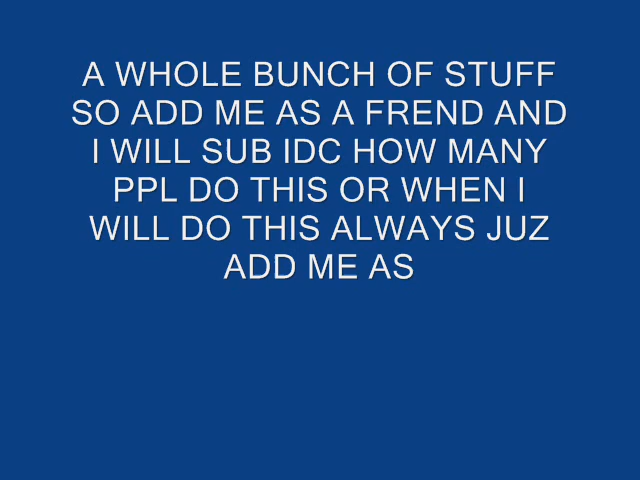 A WHOLE BUNCH OF STUFF
SO ADD ME AS A FREND AND
I WILL SUB IDC HOW MANY
PPL DO THIS OR WHEN I
WILL DO THIS ALWAYS JUZ
ADD ME AS